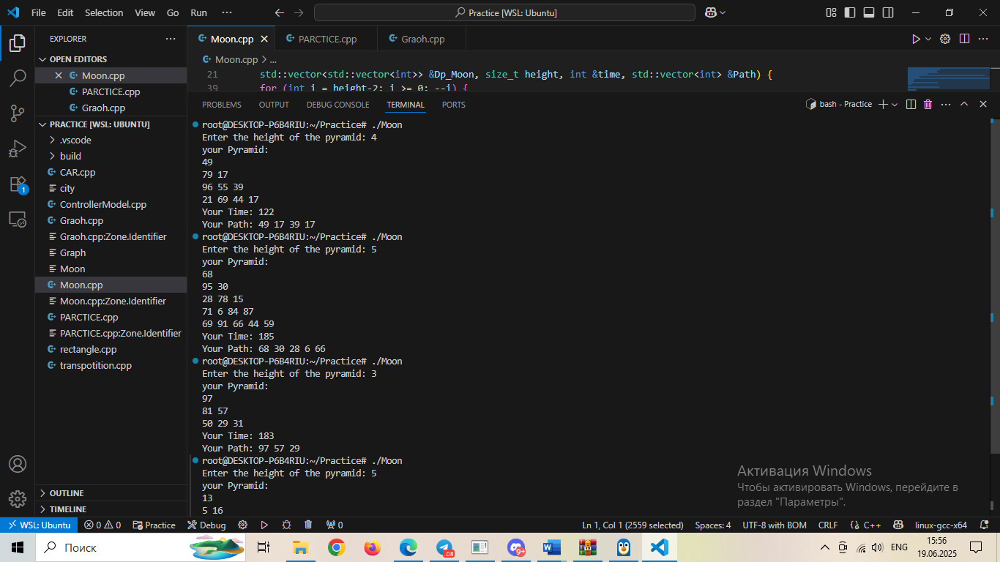 File Edit Selection View Go Run ···
Practice [WSL: Ubuntu]
EXPLORER
OPEN EDITORS
Moon.cpp
PARCTICE.cpp
Graoh.cpp
PRACTICE [WSL: UBUNTU]
.vscode
build
CAR.cpp
city
ControllerModel.cpp
Graoh.cpp
Graoh.cpp:Zone.Identifier
Graph
Moon
Moon.cpp
Moon.cpp:Zone.Identifier
PARCTICE.cpp
PARCTICE.cpp:Zone.Identifier
rectangle.cpp
transpotition.cpp
OUTLINE
TIMELINE
1
Moon.cpp PARCTICE.cpp Graoh.cpp
Moon.cpp > ...
21 std::vector<std::vector<int>> &Dp_Moon, size_t height, int &time, std::vector<int> &Path) {
39 for (int i = height-2; i >= 0; --i) {
PROBLEMS OUTPUT DEBUG CONSOLE TERMINAL PORTS
bash - Practice
root@DESKTOP-P6B4RIU:~/Practice# ./Moon
Enter the height of the pyramid: 4
your Pyramid:
49
79 17
96 55 39
21 69 44 17
Your Time: 122
Your Path: 49 17 39 17
root@DESKTOP-P6B4RIU:~/Practice# ./Moon
Enter the height of the pyramid: 5
your Pyramid:
68
95 30
28 78 15
71 6 84 87
69 91 66 44 59
Your Time: 185
Your Path: 68 30 28 6 66
root@DESKTOP-P6B4RIU:~/Practice# ./Moon
Enter the height of the pyramid: 3
your Pyramid:
97
81 57
50 29 31
Your Time: 183
Your Path: 97 57 29
root@DESKTOP-P6B4RIU:~/Practice# ./Moon
Enter the height of the pyramid: 5
your Pyramid:
13
5 16
Активация Windows
Чтобы активировать Windows, перейдите в
раздел "Параметры".
WSL: Ubuntu 0 0 Practice Debug 0 Ln 1, Col 1 (2559 selected) Spaces: 4 UTF-8 with BOM CRLF {} C++ linux-gcc-x64
Поиск
.08
9+
ENG
15:56
19.06.2025